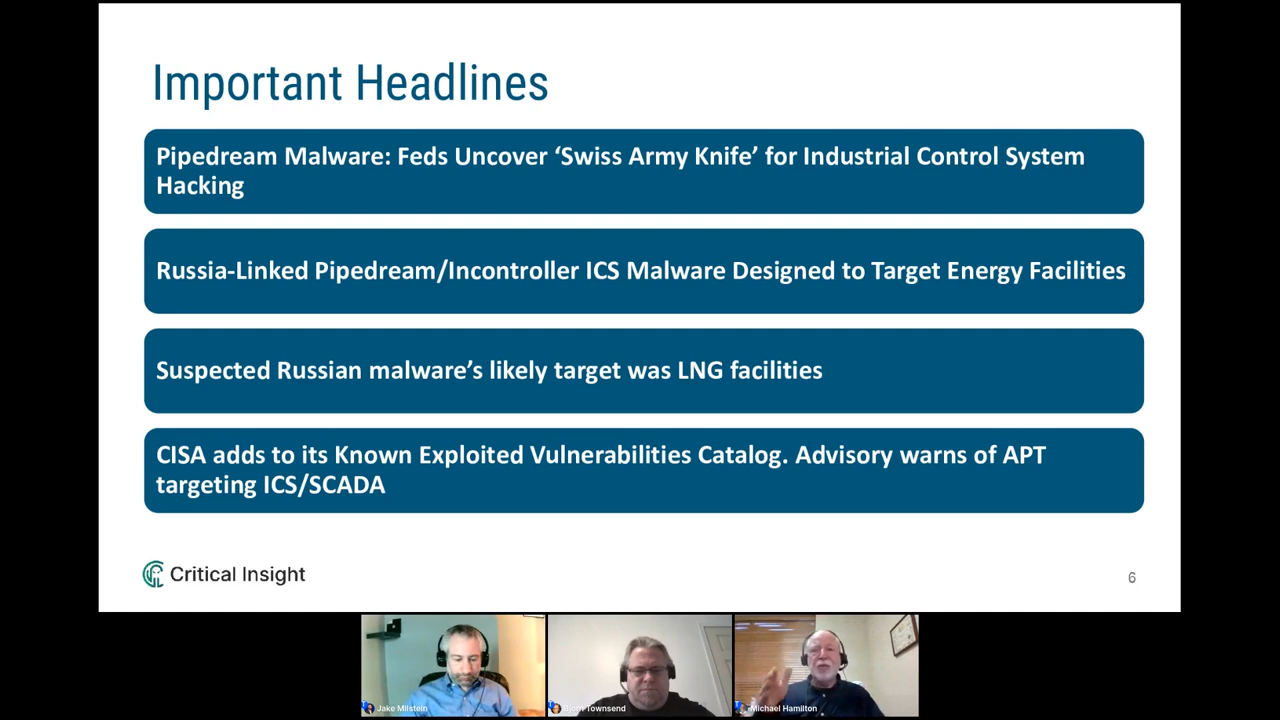 Important Headlines
Pipedream Malware: Feds Uncover ‘Swiss Army Knife’ for Industrial Control System
Hacking
Russia-Linked Pipedream/Incontroller ICS Malware Designed to Target Energy Facilities
Suspected Russian malware’s likely target was LNG facilities
CISA adds to its Known Exploited Vulnerabilities Catalog. Advisory warns of APT
targeting ICS/SCADA
Critical Insight
6
Jake Milstein
Townsend
Michael Hamilton